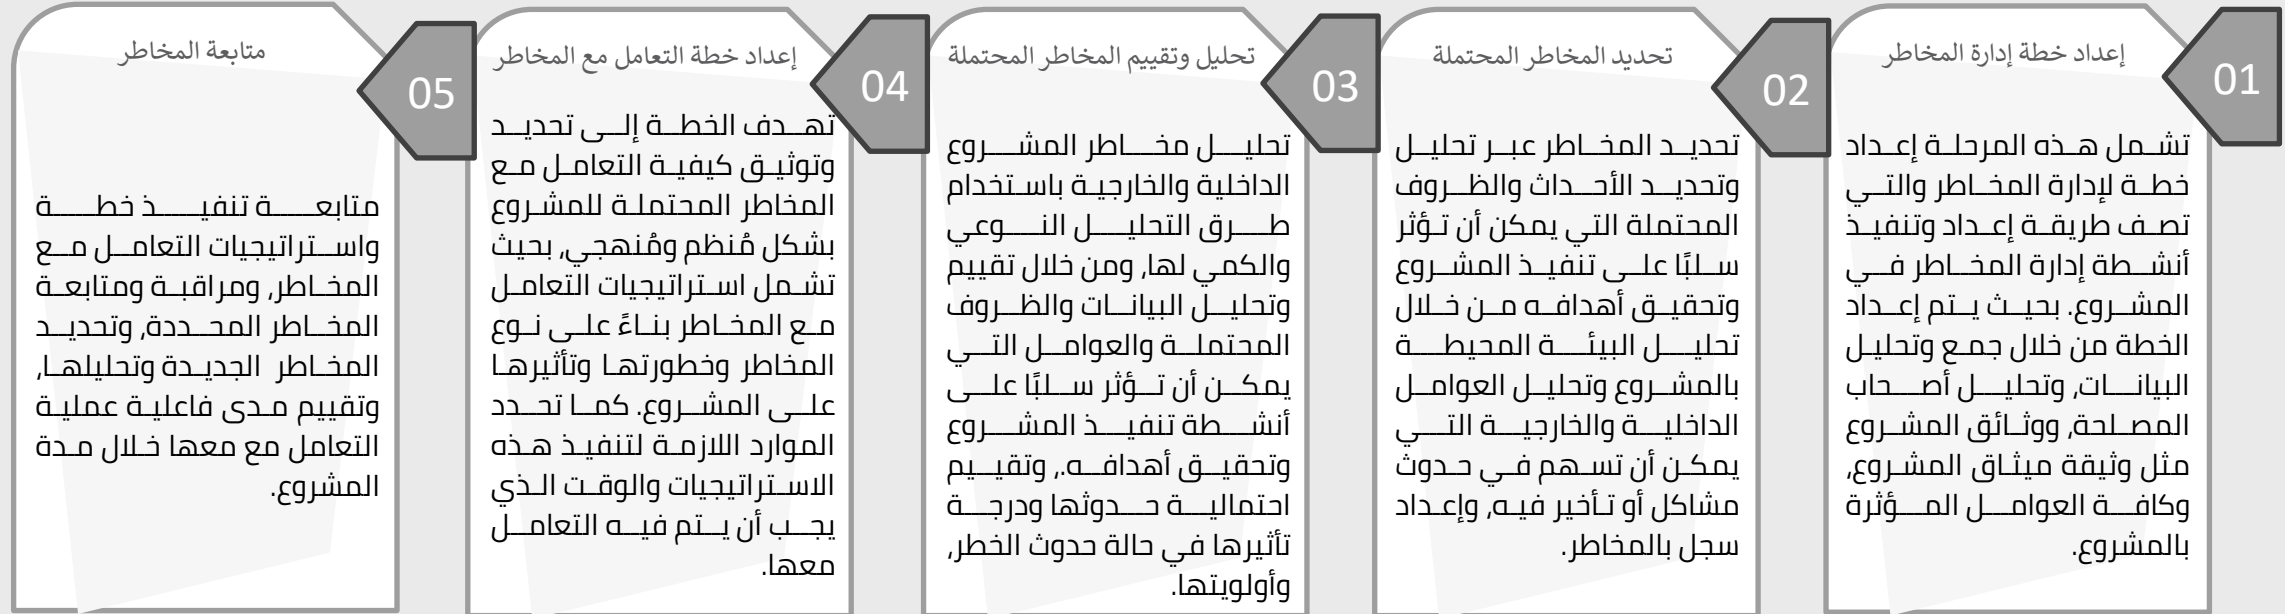 01
إعداد خطة إدارة المخاطر
تشمل هذه المرحلة إعداد
خطة لإدارة المخاطر والتي
تصف طريقة إعداد وتنفيذ
أنشطة إدارة المخاطر في
المشروع. بحيث يتم إعداد
الخطة من خلال جمع وتحليل
البيانات، وتحليل أصحاب
المصلحة، ووثائق المشروع
مثل وثيقة ميثاق المشروع،
وكافة العوامل المؤثرة
بالمشروع.
02
تحديد المخاطر المحتملة
تحديد المخاطر عبر تحليل
وتحديد الأحداث والظروف
المحتملة التي يمكن أن تؤثر
سلبًا على تنفيذ المشروع
وتحقيق أهدافه من خلال
تحليل البيئة المحيطة
بالمشروع وتحليل العوامل
الداخلية والخارجية التي
يمكن أن تسهم في حدوث
مشاكل أو تأخير فيه، وإعداد
سجل بالمخاطر.
03
تحليل وتقييم المخاطر المحتملة
تحليل مخاطر المشروع
الداخلية والخارجية باستخدام
طرق التحليل النوعي
والكمي لها، ومن خلال تقييم
وتحليل البيانات والظروف
المحتملة والعوامل التي
يمكن أن تؤثر سلبًا على
أنشطة تنفيذ المشروع
وتحقيق أهدافه.، وتقييم
احتمالية حدوثها ودرجة
تأثيرها في حالة حدوث الخطر،
وأولويتها.
04
إعداد خطة التعامل مع المخاطر
تهدف الخطة إلى تحديد
وتوثيق كيفية التعامل مع
المخاطر المحتملة للمشروع
بشكل مُنظم ومُنهجي، بحيث
تشمل استراتيجيات التعامل
مع المخاطر بناءً على نوع
المخاطر وخطورتها وتأثيرها
على المشروع. كما تحدد
الموارد اللازمة لتنفيذ هذه
الاستراتيجيات والوقت الذي
يجب أن يتم فيه التعامل
معها.
05
متابعة المخاطر
متابعة تنفيذ خطة
واستراتيجيات التعامل مع
المخاطر، ومراقبة ومتابعة
المخاطر المحددة، وتحديد
المخاطر الجديدة وتحليلها،
وتقييم مدى فاعلية عملية
التعامل مع معها خلال مدة
المشروع.